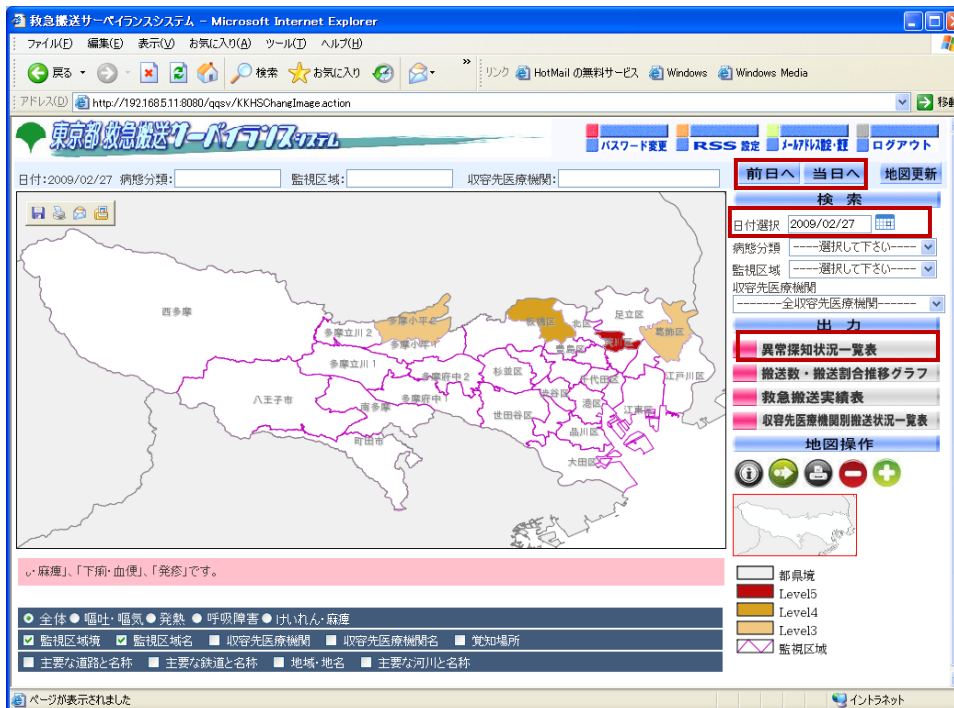 救急搬送サーベイランスシステム - Microsoft Internet Explorer
ファイル(F) 編集(E) 表示(V) お気に入り(A) ツール(T) ヘルプ(H)
戻る 検索 お気に入り » リンク HotMail の無料サービス Windows Windows Media
アドレス(D) http://192.168.5.11:8080/qqsv/KKHSChangImage.action 移動
東京都 救急搬送サーベイランスシステム
パスワード変更 RSS 設定 ログアウト
日付:2009/02/27 病態分類: 監視区域: 収容先医療機関:
前日へ 当日へ 地図更新
検 索
日付選択 2009/02/27
病態分類 ----選択して下さい----
監視区域 ----選択して下さい----
収容先医療機関
-------全収容先医療機関------
出 力
異常探知状況一覧表
搬送数・搬送割合推移グラフ
救急搬送実績表
収容先医療機関別搬送状況一覧表
地図操作
西多摩
多摩立川2
多摩小平2
多摩小平1
多摩立川1
多摩府中2
多摩府中1
八王子市
南多摩
町田市
板橋区
北区
足立区
荒川区
葛飾区
豊島区
杉並区
渋谷区
千代田区
江戸川区
世田谷区
港区
江東区
品川区
大田区
い・麻痺」、「下痢・血便」、「発疹」です。
全体 嘔吐・嘔気 発熱 呼吸障害 けいれん・麻痺
監視区域境 監視区域名 収容先医療機関 収容先医療機関名 覚知場所
主要な道路と名称 主要な鉄道と名称 地域・地名 主要な河川と名称
都県境
Level5
Level4
Level3
監視区域
ページが表示されました イントラネット